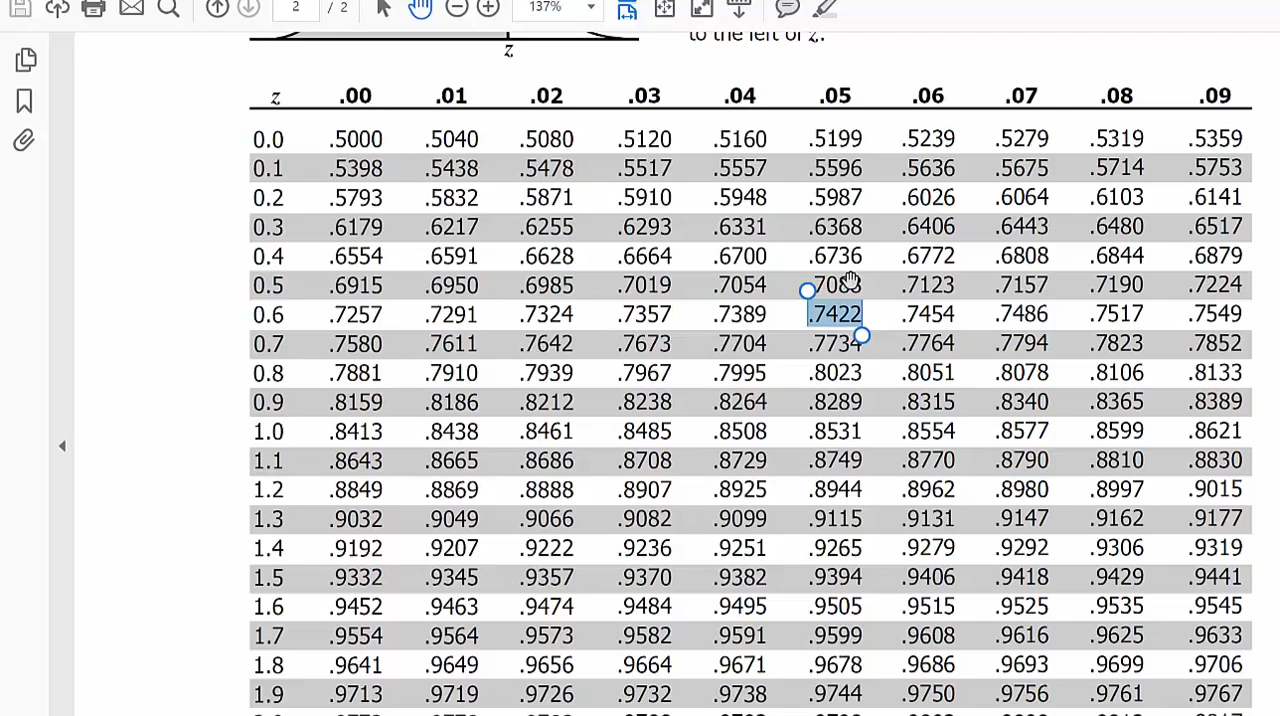 2 / 2 137%
to the left of z.
z
z .00 .01 .02 .03 .04 .05 .06 .07 .08 .09
0.0 .5000 .5040 .5080 .5120 .5160 .5199 .5239 .5279 .5319 .5359
0.1 .5398 .5438 .5478 .5517 .5557 .5596 .5636 .5675 .5714 .5753
0.2 .5793 .5832 .5871 .5910 .5948 .5987 .6026 .6064 .6103 .6141
0.3 .6179 .6217 .6255 .6293 .6331 .6368 .6406 .6443 .6480 .6517
0.4 .6554 .6591 .6628 .6664 .6700 .6736 .6772 .6808 .6844 .6879
0.5 .6915 .6950 .6985 .7019 .7054 .7088 .7123 .7157 .7190 .7224
0.6 .7257 .7291 .7324 .7357 .7389 .7422 .7454 .7486 .7517 .7549
0.7 .7580 .7611 .7642 .7673 .7704 .7734 .7764 .7794 .7823 .7852
0.8 .7881 .7910 .7939 .7967 .7995 .8023 .8051 .8078 .8106 .8133
0.9 .8159 .8186 .8212 .8238 .8264 .8289 .8315 .8340 .8365 .8389
1.0 .8413 .8438 .8461 .8485 .8508 .8531 .8554 .8577 .8599 .8621
1.1 .8643 .8665 .8686 .8708 .8729 .8749 .8770 .8790 .8810 .8830
1.2 .8849 .8869 .8888 .8907 .8925 .8944 .8962 .8980 .8997 .9015
1.3 .9032 .9049 .9066 .9082 .9099 .9115 .9131 .9147 .9162 .9177
1.4 .9192 .9207 .9222 .9236 .9251 .9265 .9279 .9292 .9306 .9319
1.5 .9332 .9345 .9357 .9370 .9382 .9394 .9406 .9418 .9429 .9441
1.6 .9452 .9463 .9474 .9484 .9495 .9505 .9515 .9525 .9535 .9545
1.7 .9554 .9564 .9573 .9582 .9591 .9599 .9608 .9616 .9625 .9633
1.8 .9641 .9649 .9656 .9664 .9671 .9678 .9686 .9693 .9699 .9706
1.9 .9713 .9719 .9726 .9732 .9738 .9744 .9750 .9756 .9761 .9767